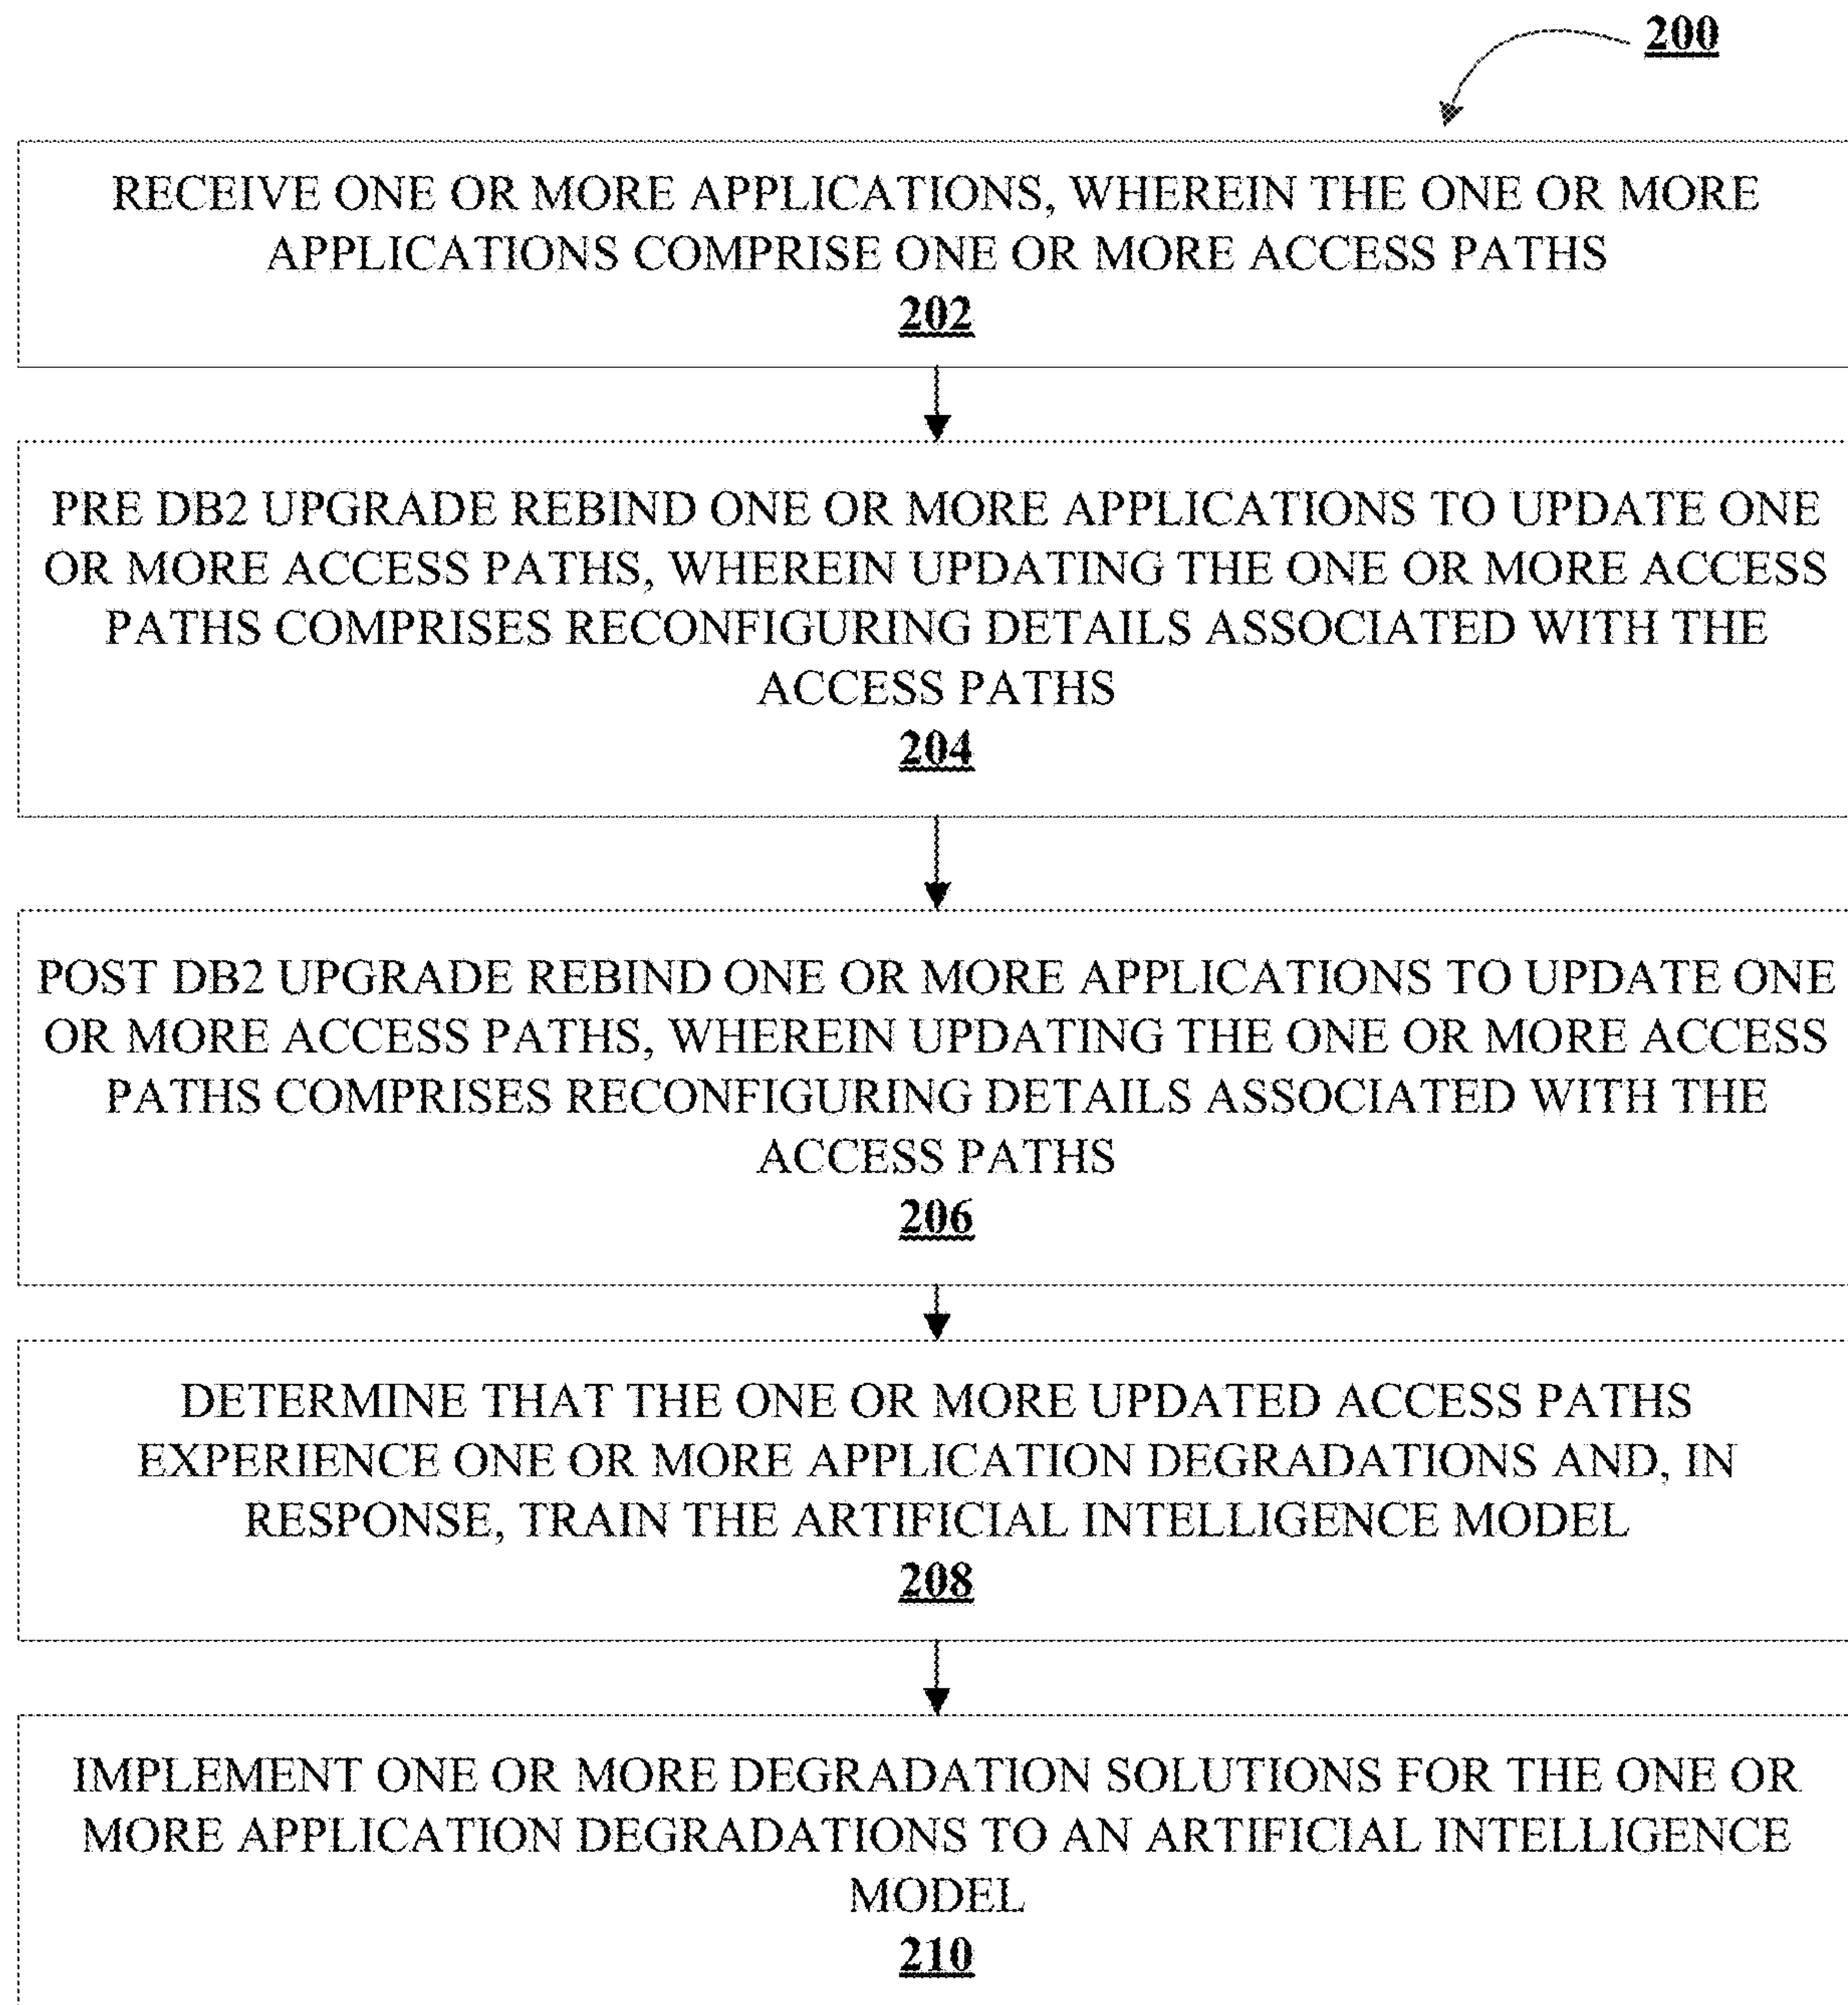 200
RECEIVE ONE OR MORE APPLICATIONS, WHEREIN THE ONE OR MORE
APPLICATIONS COMPRISE ONE OR MORE ACCESS PATHS
202
PRE DB2 UPGRADE REBIND ONE OR MORE APPLICATIONS TO UPDATE ONE
OR MORE ACCESS PATHS, WHEREIN UPDATING THE ONE OR MORE ACCESS
PATHS COMPRISES RECONFIGURING DETAILS ASSOCIATED WITH THE
ACCESS PATHS
204
POST DB2 UPGRADE REBIND ONE OR MORE APPLICATIONS TO UPDATE ONE
OR MORE ACCESS PATHS, WHEREIN UPDATING THE ONE OR MORE ACCESS
PATHS COMPRISES RECONFIGURING DETAILS ASSOCIATED WITH THE
ACCESS PATHS
206
DETERMINE THAT THE ONE OR MORE UPDATED ACCESS PATHS
EXPERIENCE ONE OR MORE APPLICATION DEGRADATIONS AND, IN
RESPONSE, TRAIN THE ARTIFICIAL INTELLIGENCE MODEL
208
IMPLEMENT ONE OR MORE DEGRADATION SOLUTIONS FOR THE ONE OR
MORE APPLICATION DEGRADATIONS TO AN ARTIFICIAL INTELLIGENCE
MODEL
210